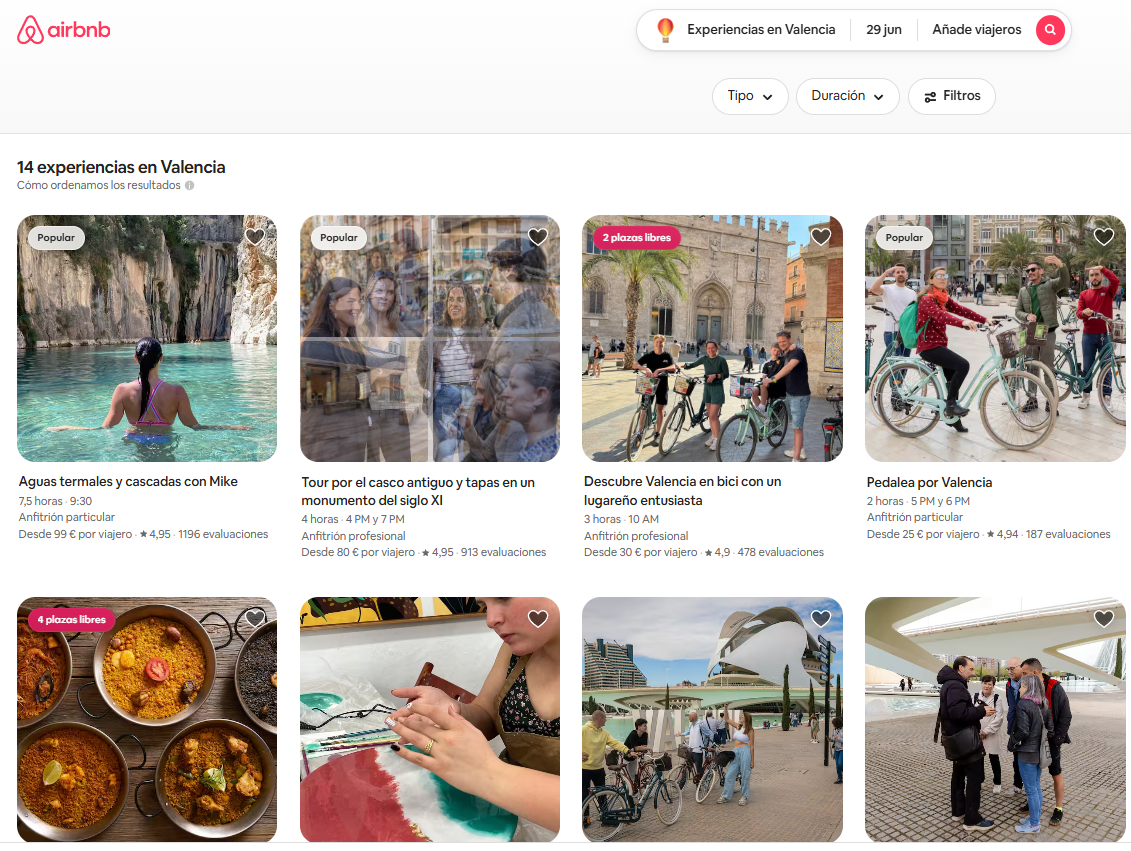 airbnb
Experiencias en Valencia
29 jun
Añade viajeros
Tipo
Duración
Filtros
14 experiencias en Valencia
Cómo ordenamos los resultados
Popular
Popular
2 plazas libres
Popular
Aguas termales y cascadas con Mike
7,5 horas · 9:30
Anfitrión particular
Desde 99 € por viajero · ★ 4,95 · 1196 evaluaciones
Tour por el casco antiguo y tapas en un
monumento del siglo XI
4 horas · 4 PM y 7 PM
Anfitrión profesional
Desde 80 € por viajero · ★ 4,95 · 913 evaluaciones
Descubre Valencia en bici con un
lugareño entusiasta
3 horas · 10 AM
Anfitrión profesional
Desde 30 € por viajero · ★ 4,9 · 478 evaluaciones
Pedalea por Valencia
2 horas · 5 PM y 6 PM
Anfitrión particular
Desde 25 € por viajero · ★ 4,94 · 187 evaluaciones
4 plazas libres